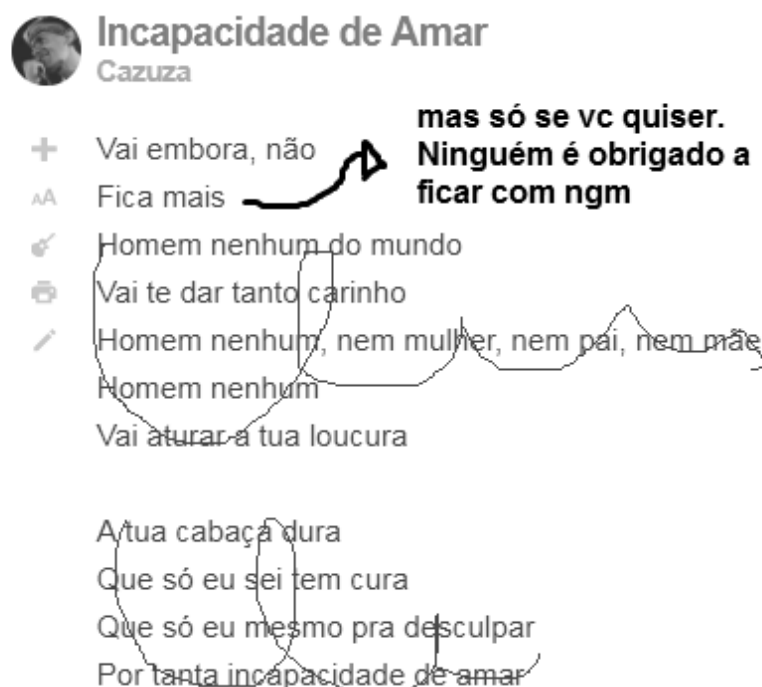 Incapacidade de Amar
Cazuza
mas só se vc quiser.
Ninguém é obrigado a
ficar com ngm
Vai embora, não
Fica mais
Homem nenhum do mundo
Vai te dar tanto carinho
Homem nenhum, nem mulher, nem pai, nem mãe
Homem nenhum
Vai aturar a tua loucura
A tua cabaça dura
Que só eu sei tem cura
Que só eu mesmo pra desculpar
Por tanta incapacidade de amar
AA